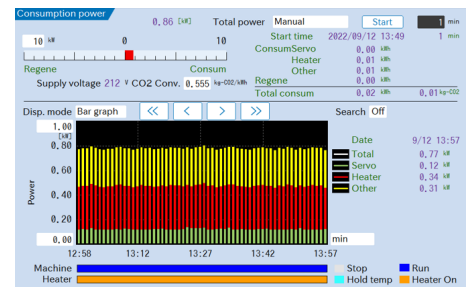 Consumption power
0.86 [kW] Total power Manual Start 1 min
10 kW 0 10
Regene Consum
Supply voltage 212 V CO2 Conv. 0.555 kg-CO2/kWh
Start time 2022/09/12 13:49 1 min
ConsumServo 0.00 kWh
Heater 0.01 kWh
Other 0.01 kWh
Regene 0.00 kWh
Total consum 0.02 kWh 0.01 kg-CO2
Disp. mode Bar graph << < > >> Search Off
1.00
[kW]
0.80
0.60
0.40
0.20
0.00
Power
12:58 13:12 13:27 13:42 13:57
min
Date 9/12 13:57
Total 0.77 kW
Servo 0.12 kW
Heater 0.34 kW
Other 0.31 kW
Machine Stop Run
Heater Hold temp Heater On